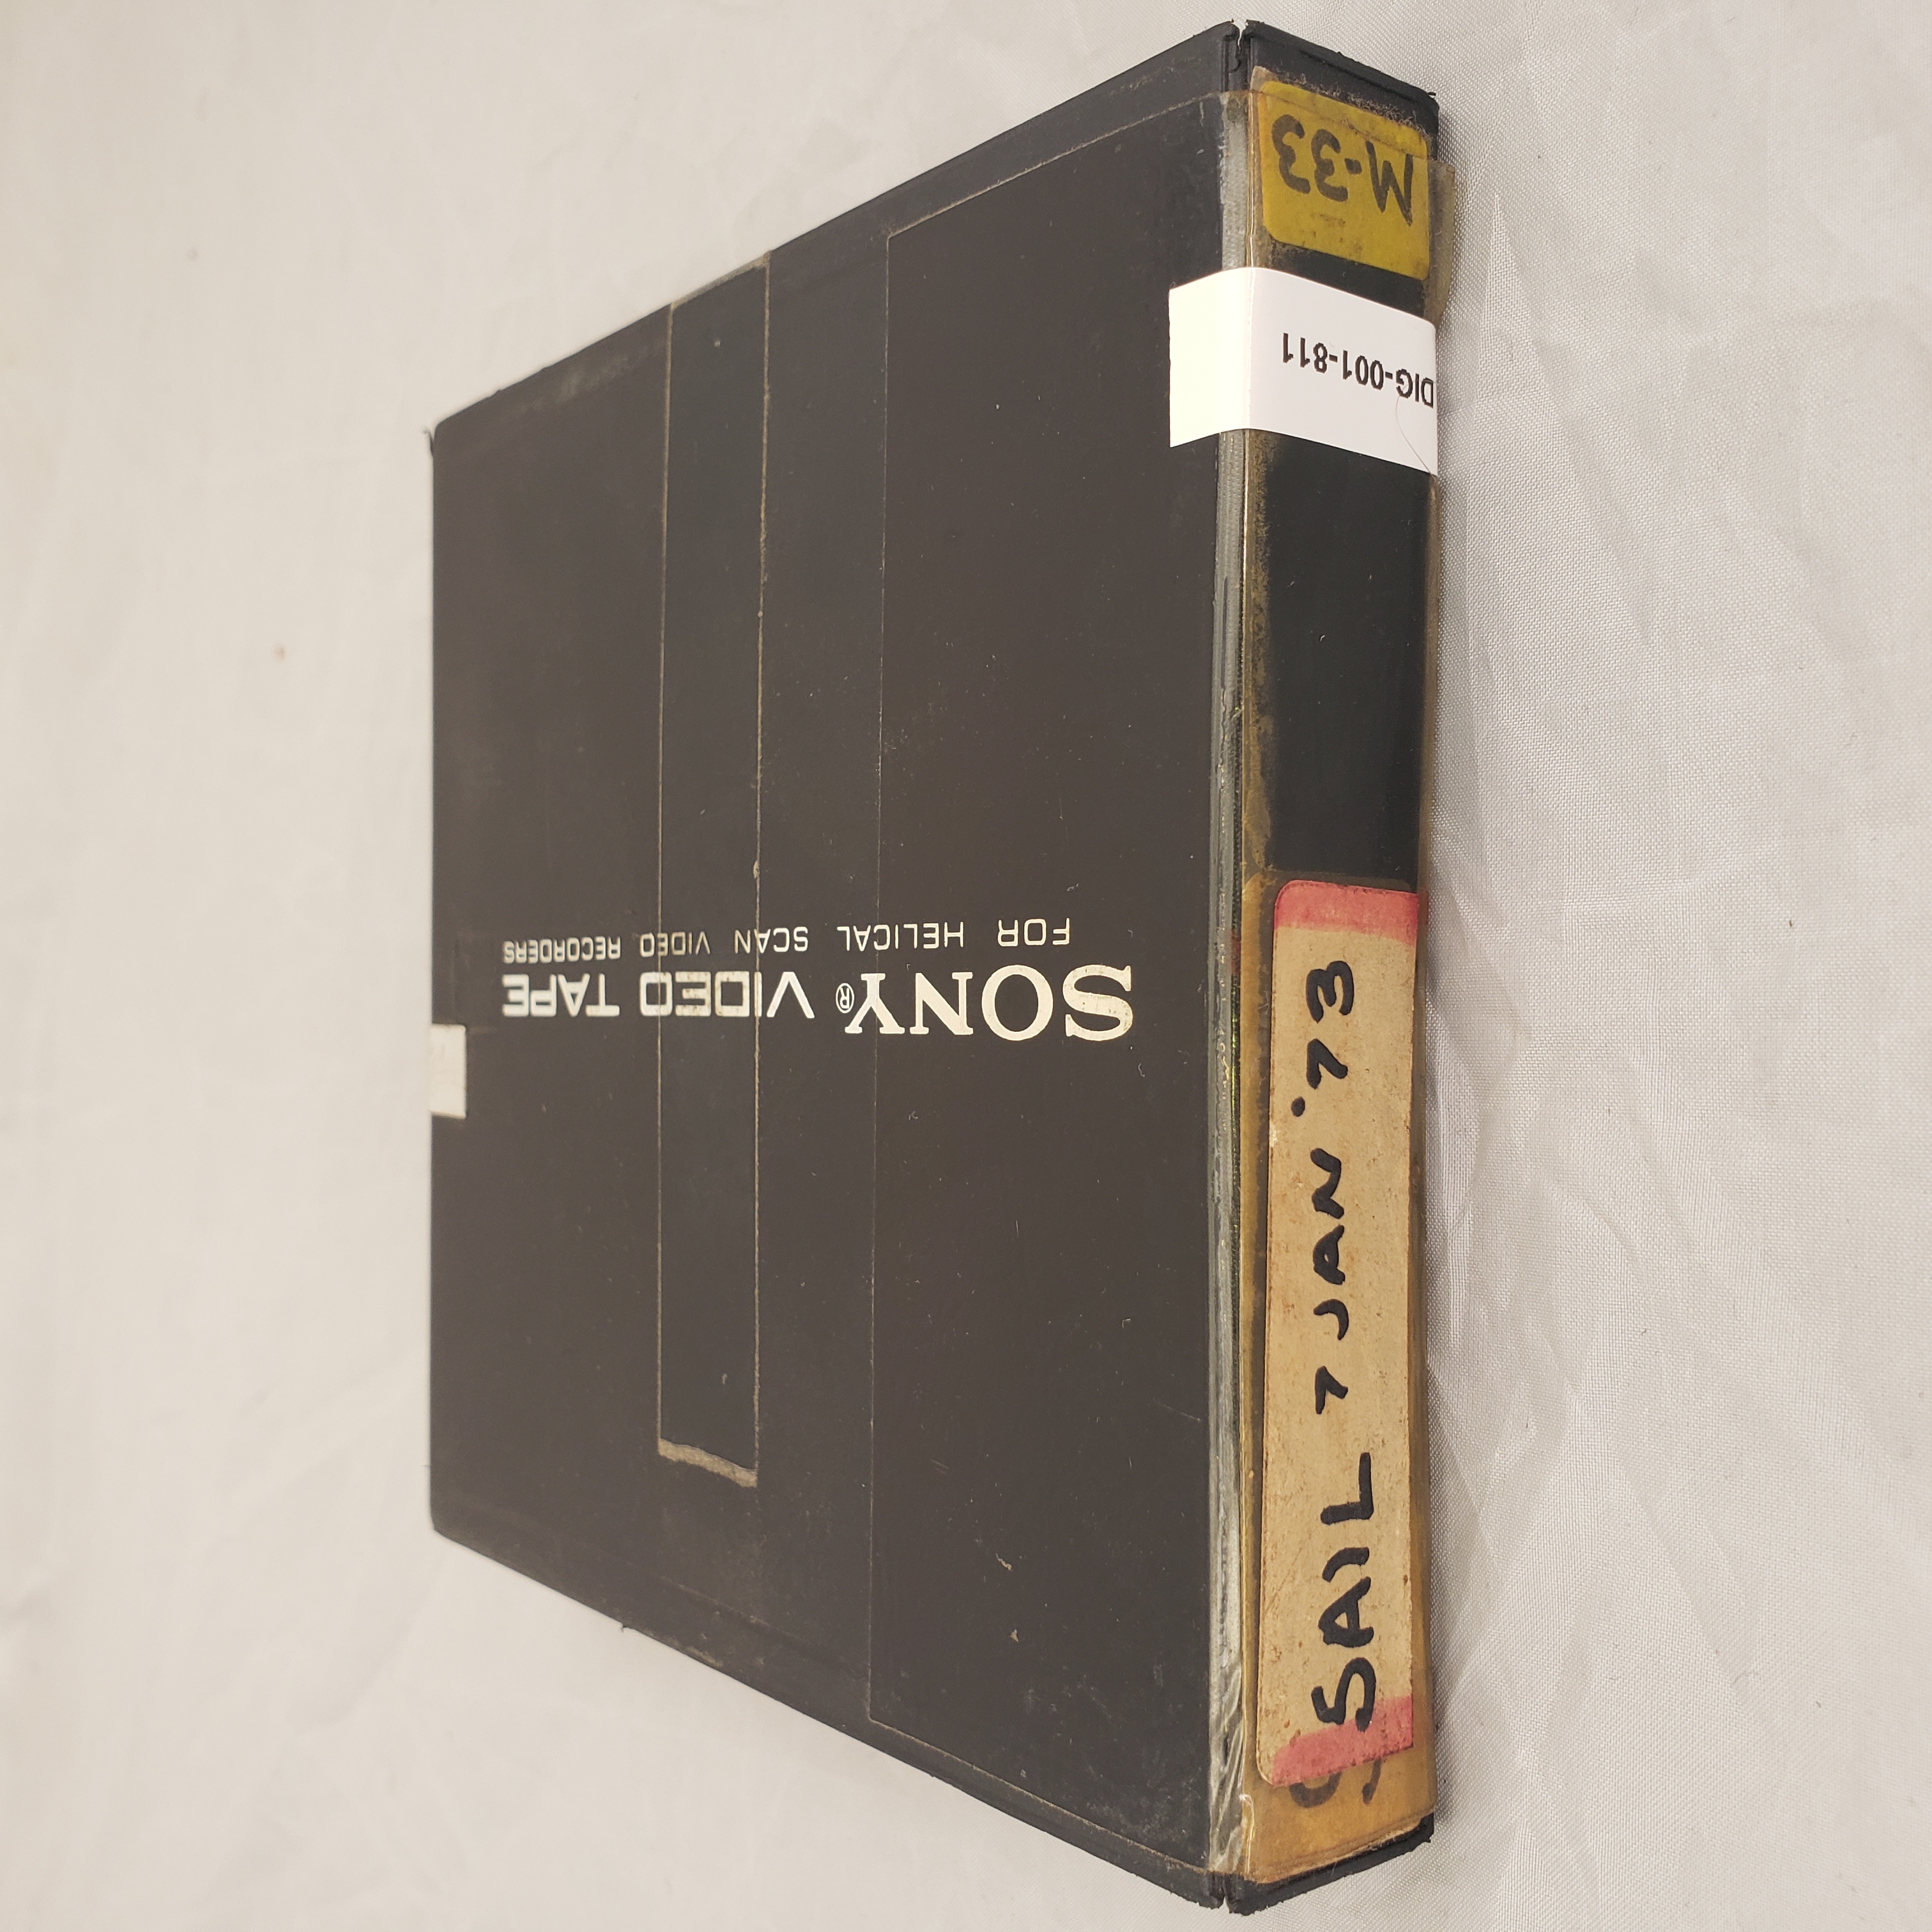 SONY® VIDEO TAPE
FOR HELICAL SCAN VIDEO RECORDERS
M-33
DIG-001-811
SAIL 7 JAN '73